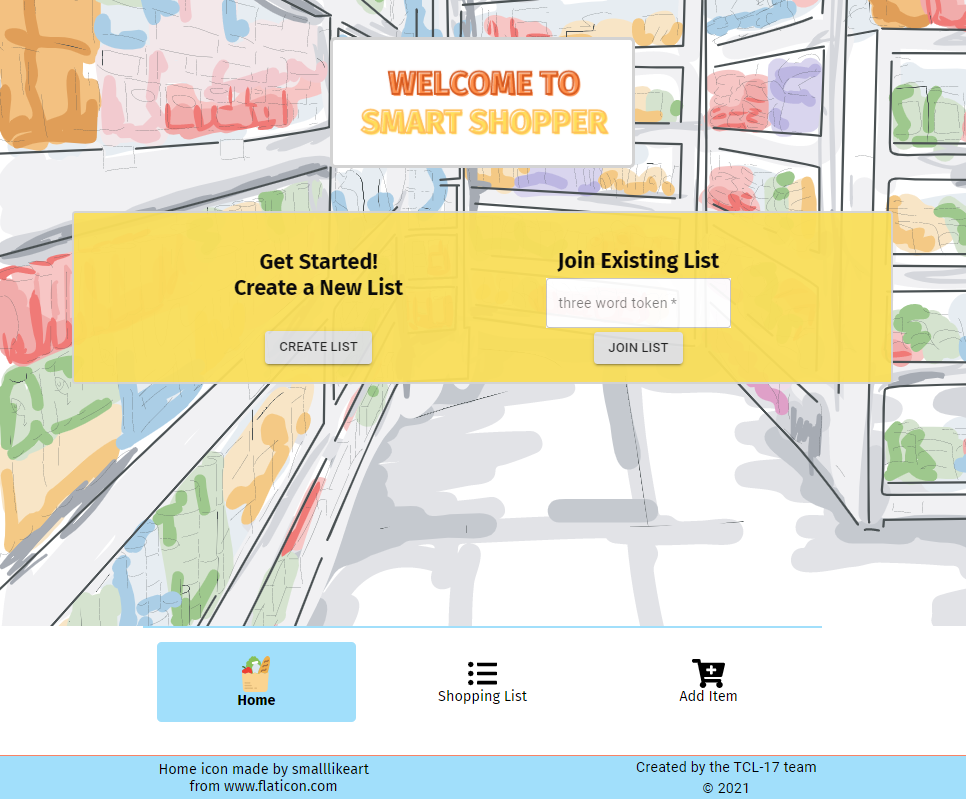 WELCOME TO
SMART SHOPPER
Get Started!
Create a New List
CREATE LIST
Join Existing List
three word token *
JOIN LIST
Home
Shopping List
Add Item
Home icon made by smalllikeart
from www.flaticon.com
Created by the TCL-17 team
© 2021